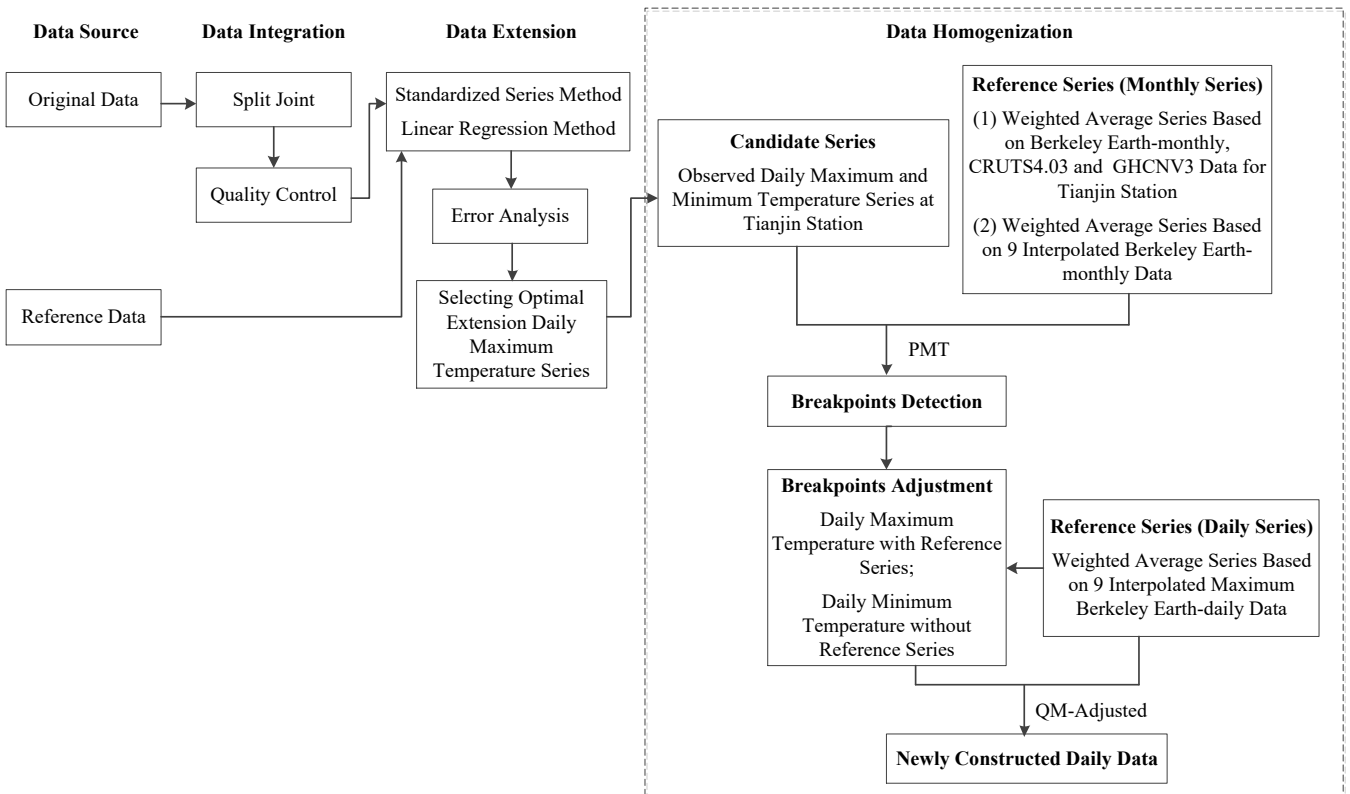 Data Source
Data Integration
Data Extension
Data Homogenization
Original Data
Split Joint
Quality Control
Reference Data
Standardized Series Method
Linear Regression Method
Error Analysis
Selecting Optimal
Extension Daily
Maximum
Temperature Series
Candidate Series
Observed Daily Maximum and
Minimum Temperature Series at
Tianjin Station
Reference Series (Monthly Series)
(1) Weighted Average Series Based
on Berkeley Earth-monthly,
CRUTS4.03 and GHCNV3 Data for
Tianjin Station
(2) Weighted Average Series Based
on 9 Interpolated Berkeley Earth-
monthly Data
PMT
Breakpoints Detection
Breakpoints Adjustment
Daily Maximum
Temperature with Reference
Series;
Daily Minimum
Temperature without
Reference Series
Reference Series (Daily Series)
Weighted Average Series Based
on 9 Interpolated Maximum
Berkeley Earth-daily Data
QM-Adjusted
Newly Constructed Daily Data